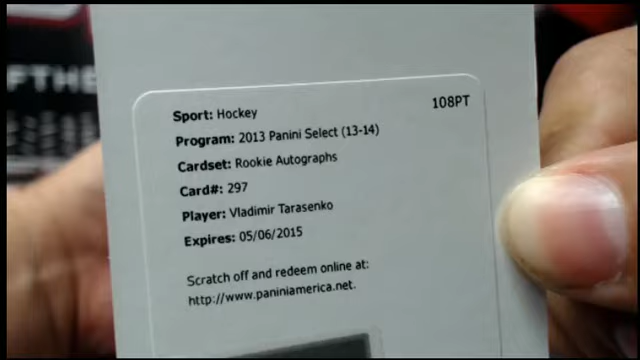 FTHE
Sport: Hockey
108PT
Program: 2013 Panini Select (13-14)
Cardset: Rookie Autographs
Card#: 297
Player: Vladimir Tarasenko
Expires: 05/06/2015
Scratch off and redeem online at:
http://www.paniniamerica.net.